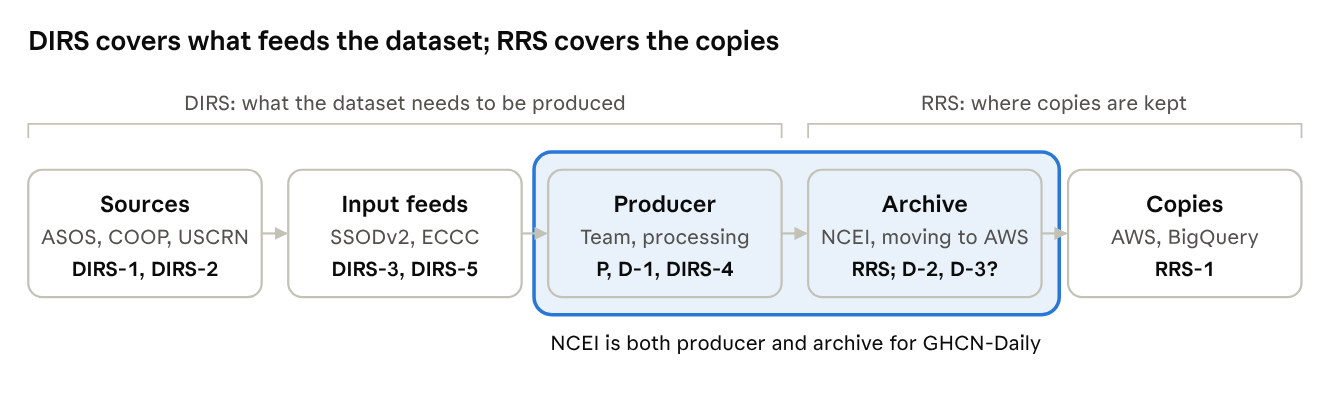 DIRS covers what feeds the dataset; RRS covers the copies
DIRS: what the dataset needs to be produced
RRS: where copies are kept
Sources
ASOS, COOP, USCRN
DIRS-1, DIRS-2
Input feeds
SSODv2, ECCC
DIRS-3, DIRS-5
Producer
Team, processing
P, D-1, DIRS-4
Archive
NCEI, moving to AWS
RRS; D-2, D-3?
Copies
AWS, BigQuery
RRS-1
NCEI is both producer and archive for GHCN-Daily